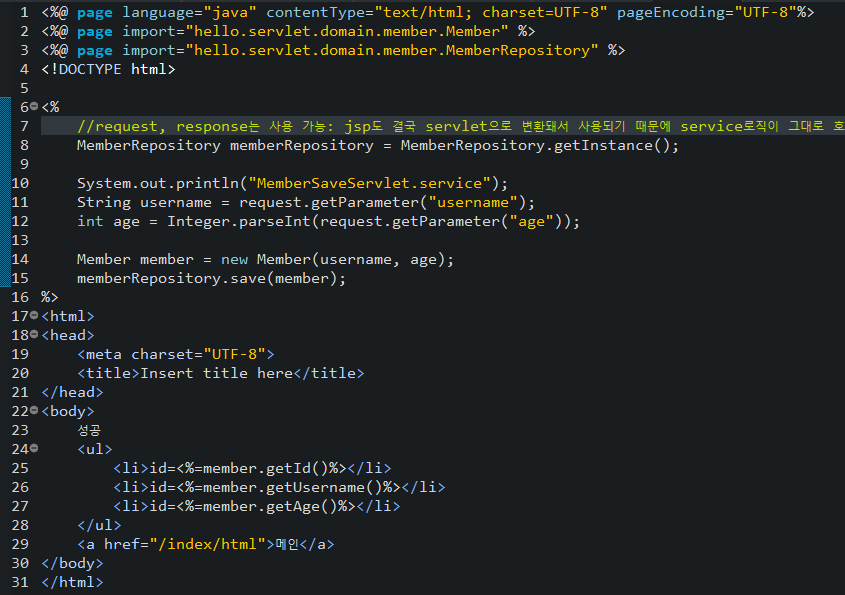 1 <%@ page language="java" contentType="text/html; charset=UTF-8" pageEncoding="UTF-8"%>
2 <%@ page import="hello.servlet.domain.member.Member" %>
3 <%@ page import="hello.servlet.domain.member.MemberRepository" %>
4 <!DOCTYPE html>
5
6 <%
7 //request, response는 사용 가능: jsp도 결국 servlet으로 변환돼서 사용되기 때문에 service로직이 그대로 호
8 MemberRepository memberRepository = MemberRepository.getInstance();
9
10 System.out.println("MemberSaveServlet.service");
11 String username = request.getParameter("username");
12 int age = Integer.parseInt(request.getParameter("age"));
13
14 Member member = new Member(username, age);
15 memberRepository.save(member);
16 %>
17 <html>
18 <head>
19 <meta charset="UTF-8">
20 <title>Insert title here</title>
21 </head>
22 <body>
23 성공
24 <ul>
25 <li>id=<%=member.getId()%></li>
26 <li>id=<%=member.getUsername()%></li>
27 <li>id=<%=member.getAge()%></li>
28 </ul>
29 <a href="/index/html">메인</a>
30 </body>
31 </html>